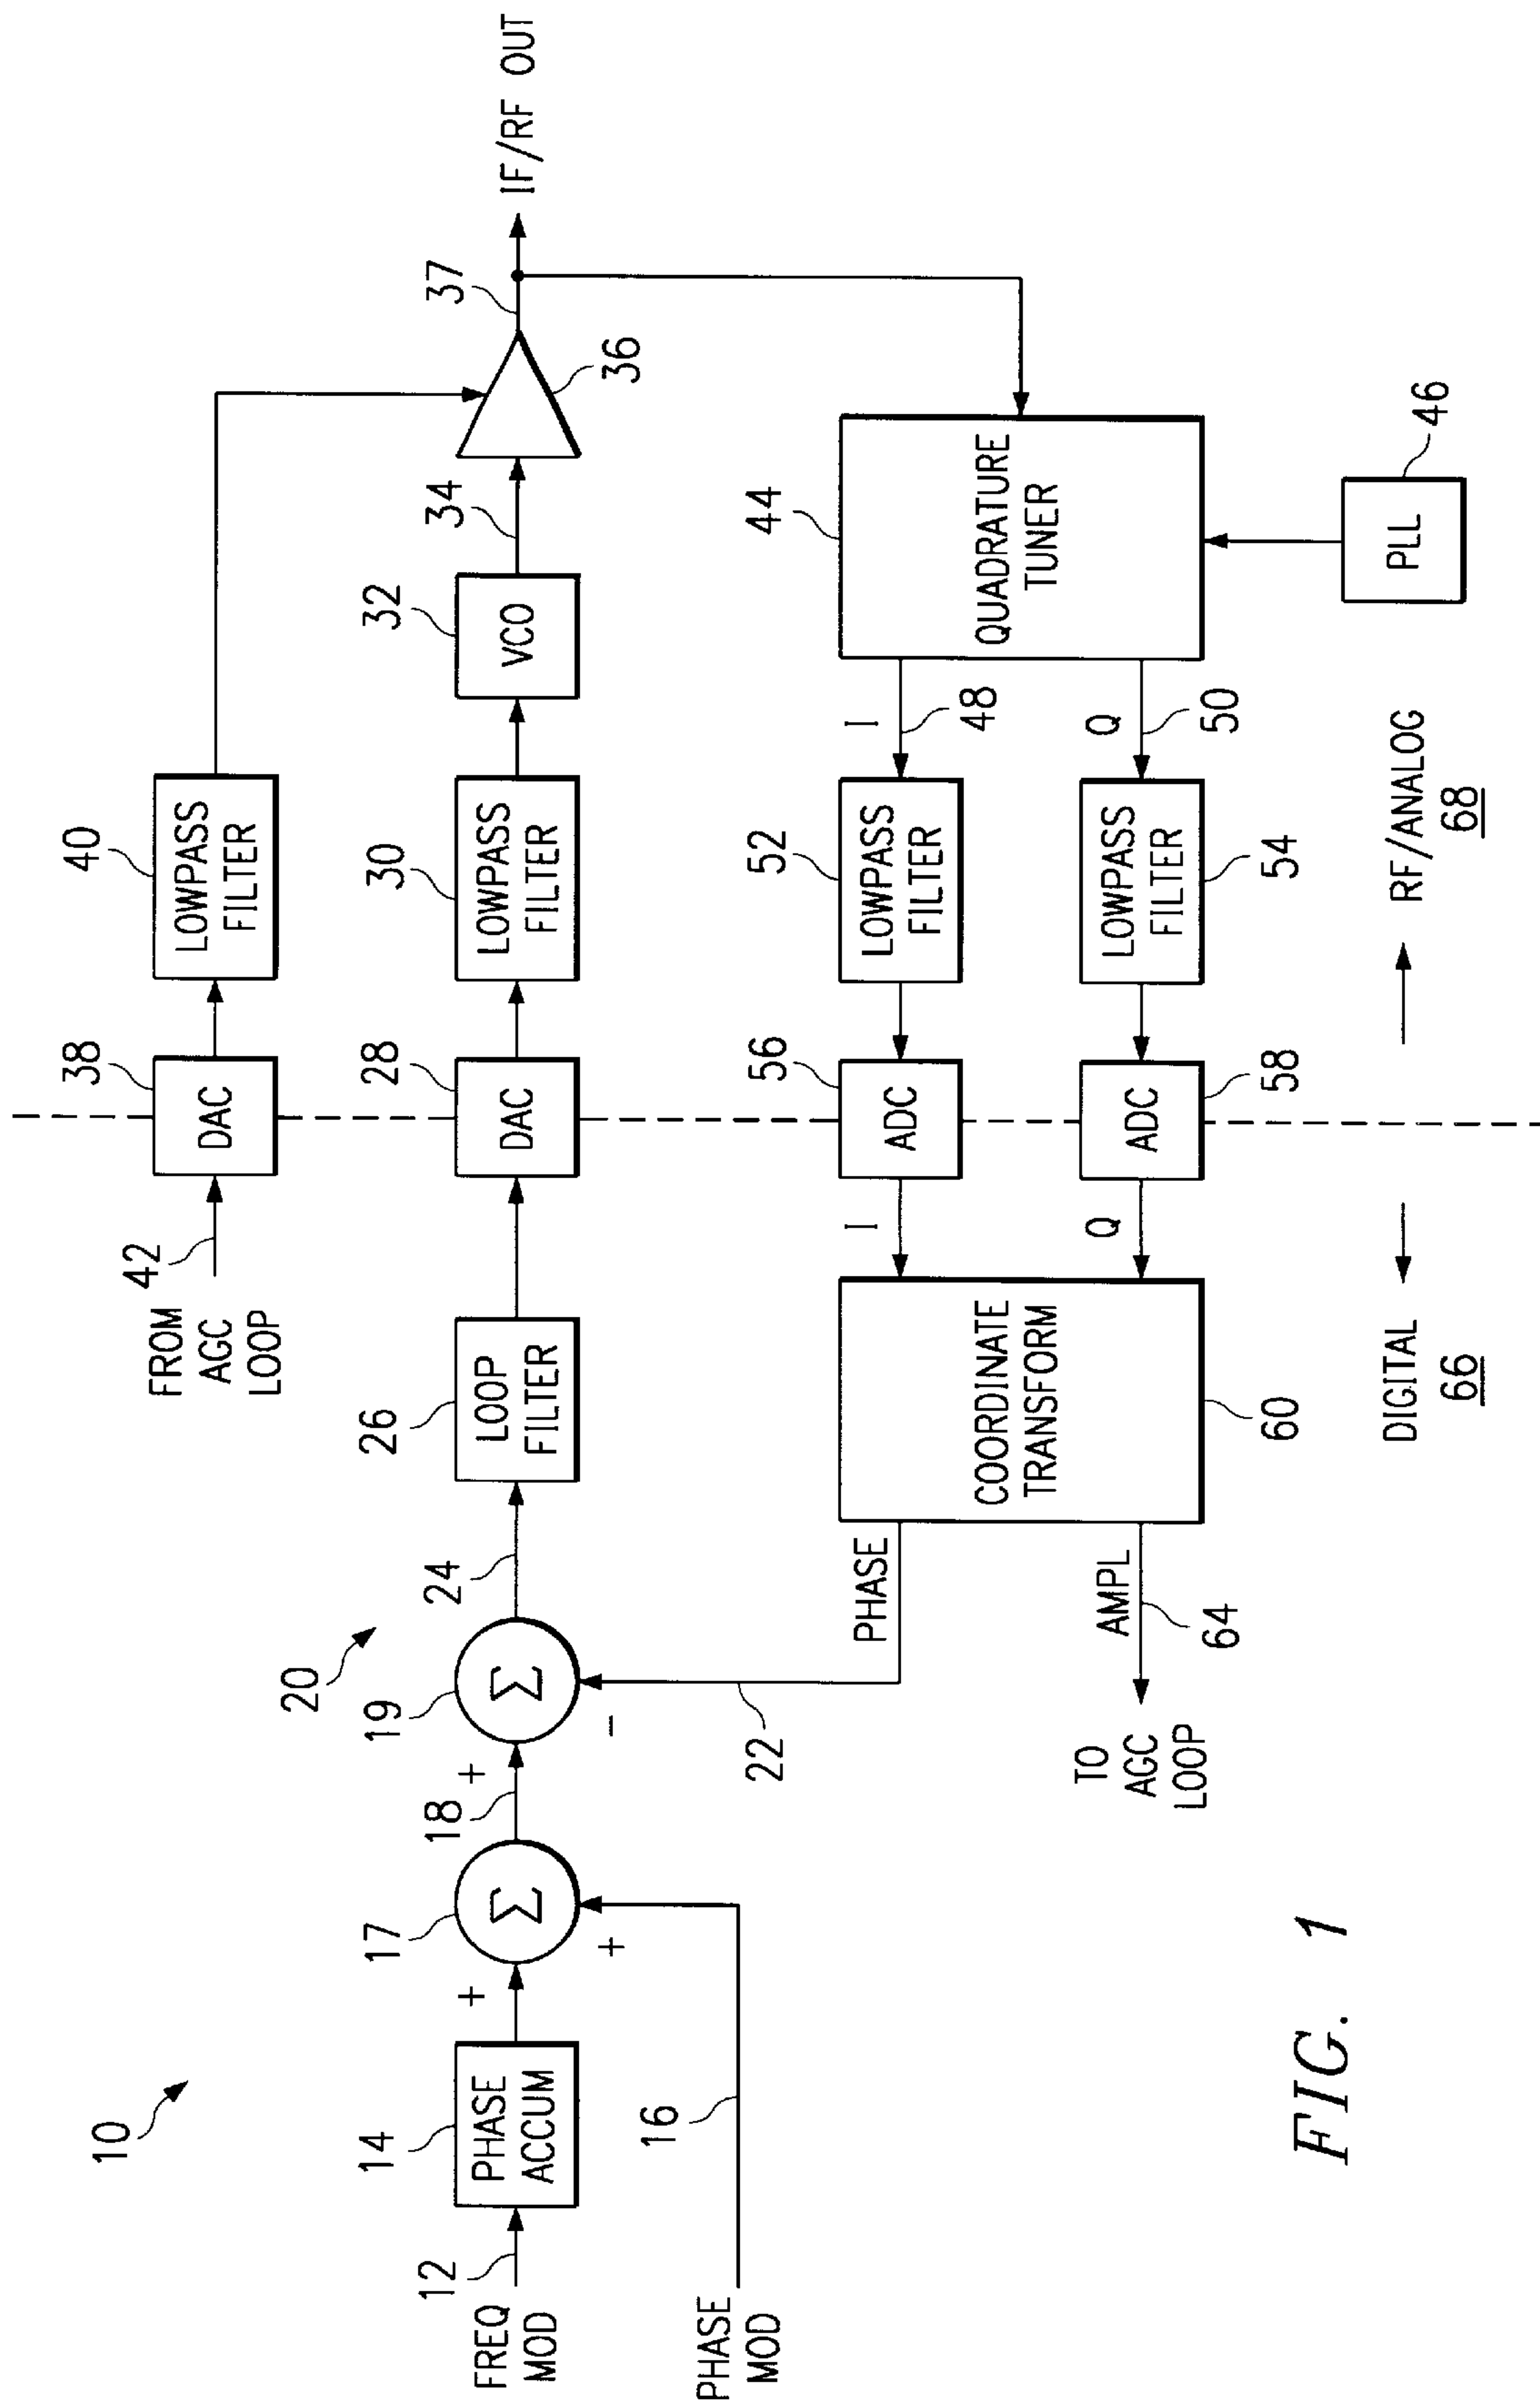 10
FROM
AGC
LOOP
42
38
DAC
40
LOWPASS
FILTER
FREQ
MOD
12
14
PHASE
ACCUM
+
+
17
Σ
18
+
−
20
19
Σ
24
26
LOOP
FILTER
28
DAC
30
LOWPASS
FILTER
32
VCO
34
36
37
IF/RF OUT
PHASE
MOD
16
22
PHASE
TO
AGC
LOOP
AMPL
64
COORDINATE
TRANSFORM
60
I
Q
56
ADC
58
ADC
52
LOWPASS
FILTER
54
LOWPASS
FILTER
I
48
Q
50
44
QUADRATURE
TUNER
PLL
46
DIGITAL
66
RF/ANALOG
68
FIG. 1